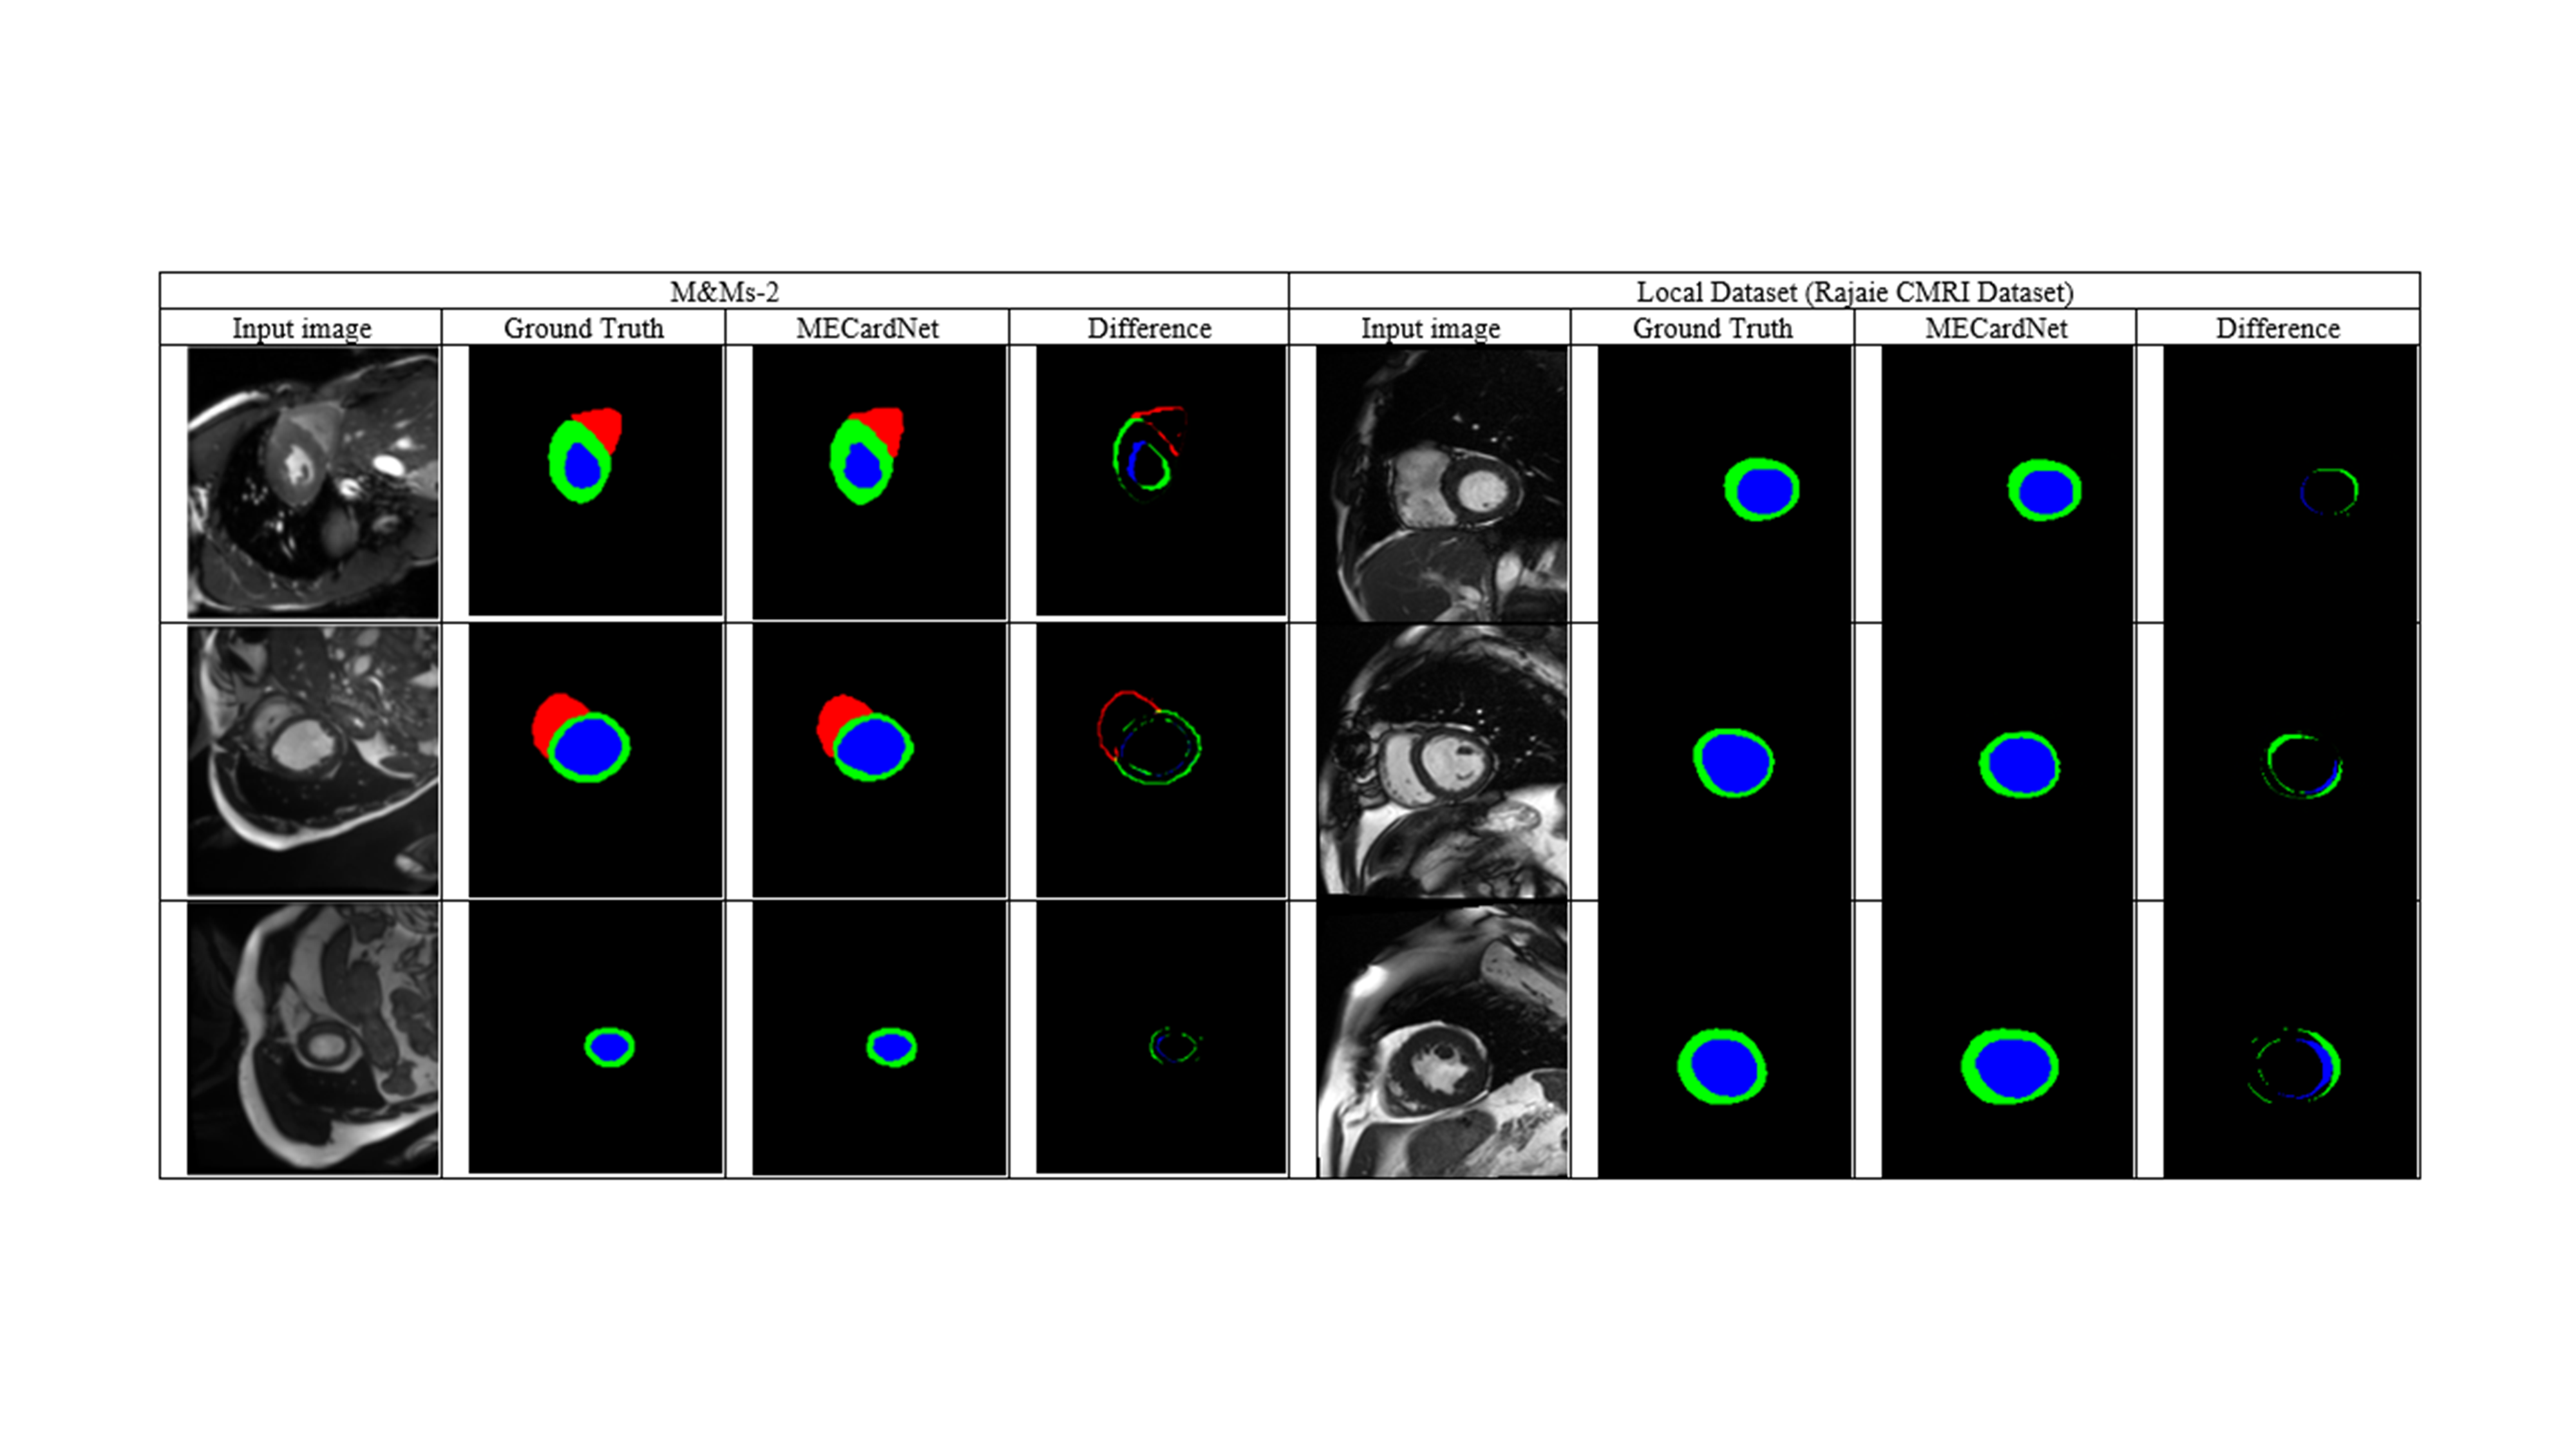 M&Ms-2
Local Dataset (Rajaie CMRI Dataset)
Input image
Ground Truth
MECardNet
Difference
Input image
Ground Truth
MECardNet
Difference